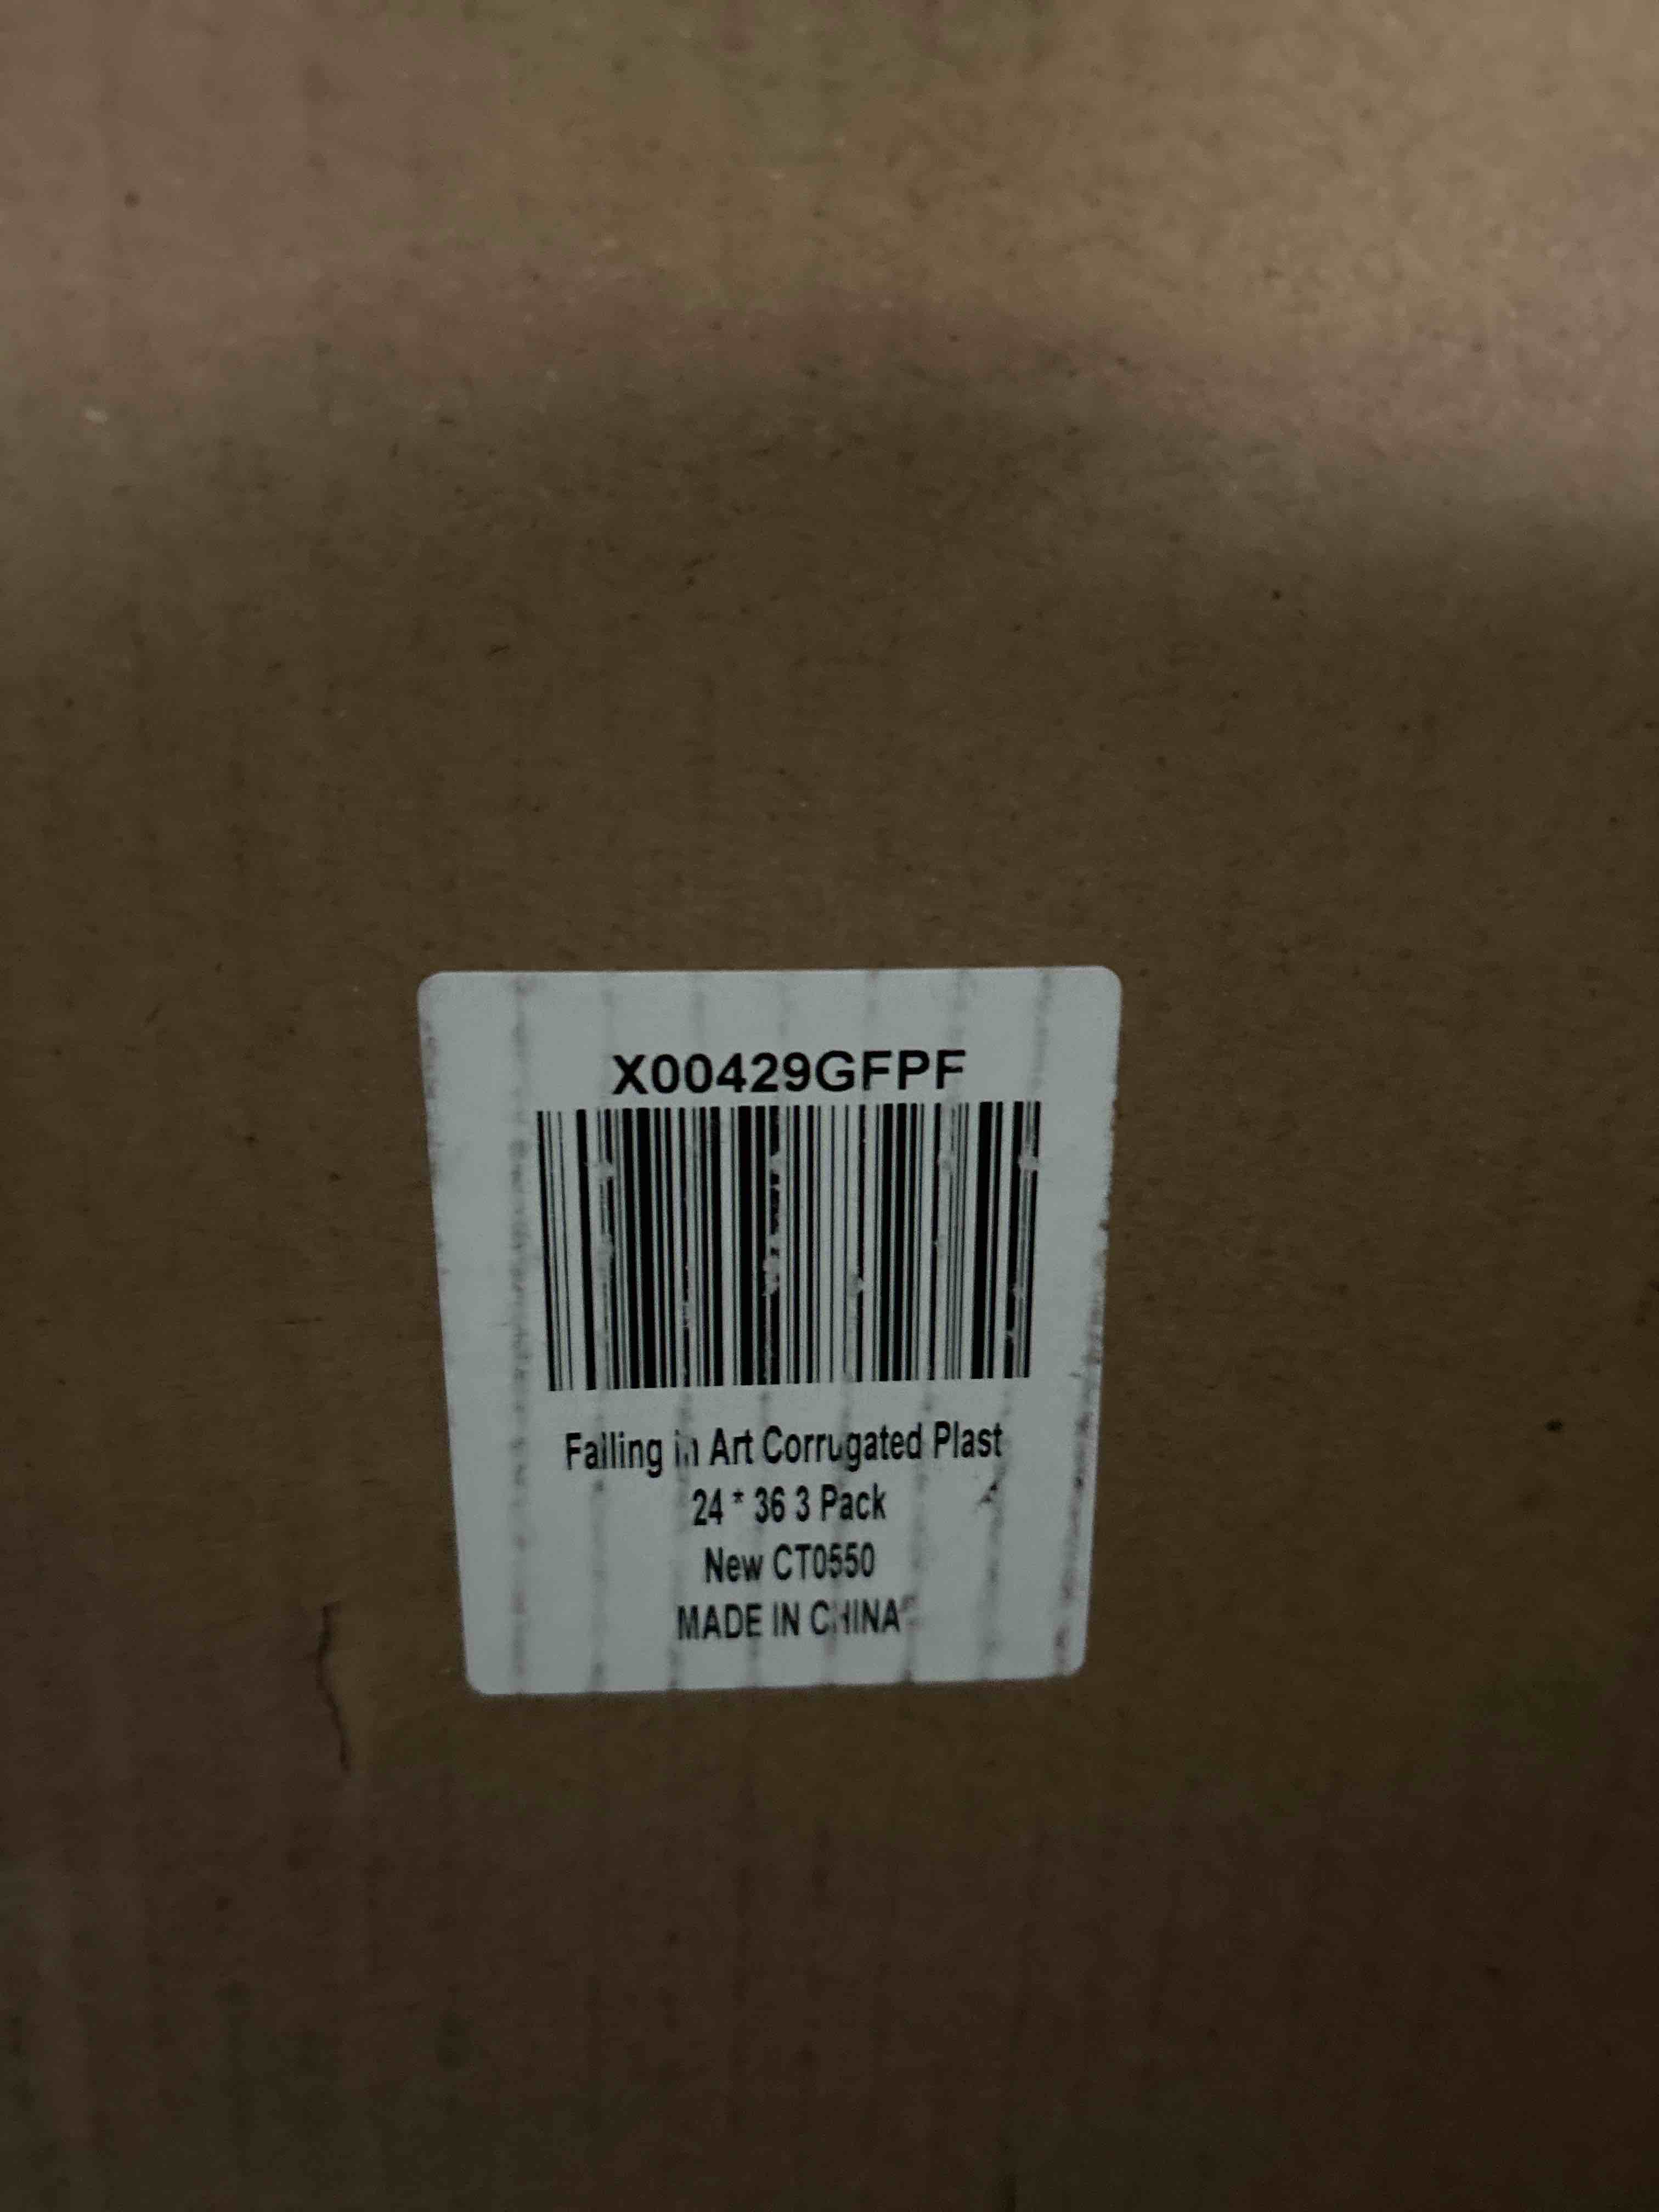 X00429GFPF
Falling in Art Corrugated Plast
24 * 36 3 Pack
New CT0550
MADE IN CHINA